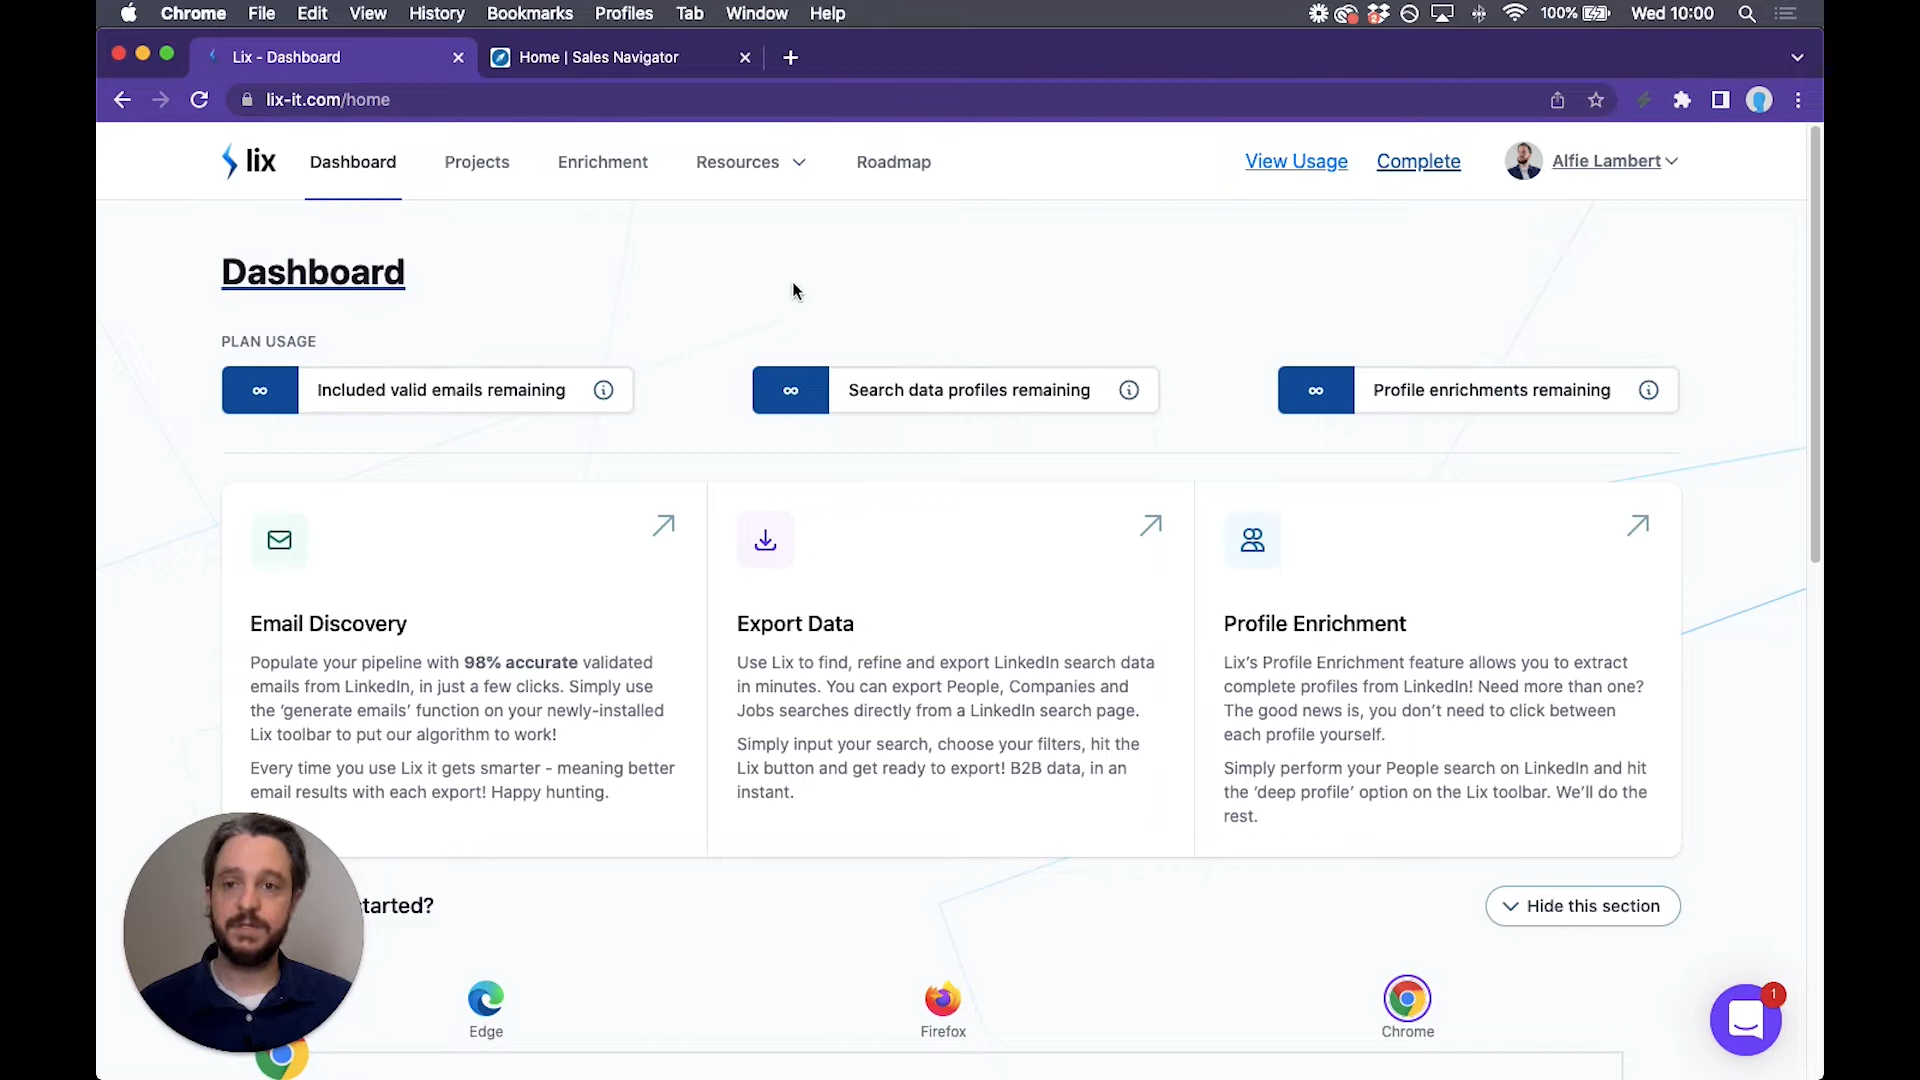 Chrome File Edit View History Bookmarks Profiles Tab Window Help
2
100% Wed 10:00
Lix - Dashboard
Home | Sales Navigator
lix-it.com/home
lix
Dashboard
Projects
Enrichment
Resources
Roadmap
View Usage
Complete
Alfie Lambert
Dashboard
PLAN USAGE
∞ Included valid emails remaining
∞ Search data profiles remaining
∞ Profile enrichments remaining
Email Discovery
Populate your pipeline with 98% accurate validated
emails from LinkedIn, in just a few clicks. Simply use
the ‘generate emails’ function on your newly-installed
Lix toolbar to put our algorithm to work!
Every time you use Lix it gets smarter - meaning better
email results with each export! Happy hunting.
Export Data
Use Lix to find, refine and export LinkedIn search data
in minutes. You can export People, Companies and
Jobs searches directly from a LinkedIn search page.
Simply input your search, choose your filters, hit the
Lix button and get ready to export! B2B data, in an
instant.
Profile Enrichment
Lix’s Profile Enrichment feature allows you to extract
complete profiles from LinkedIn! Need more than one?
The good news is, you don’t need to click between
each profile yourself.
Simply perform your People search on LinkedIn and hit
the ‘deep profile’ option on the Lix toolbar. We’ll do the
rest.
tarted?
Hide this section
Edge
Firefox
Chrome
1